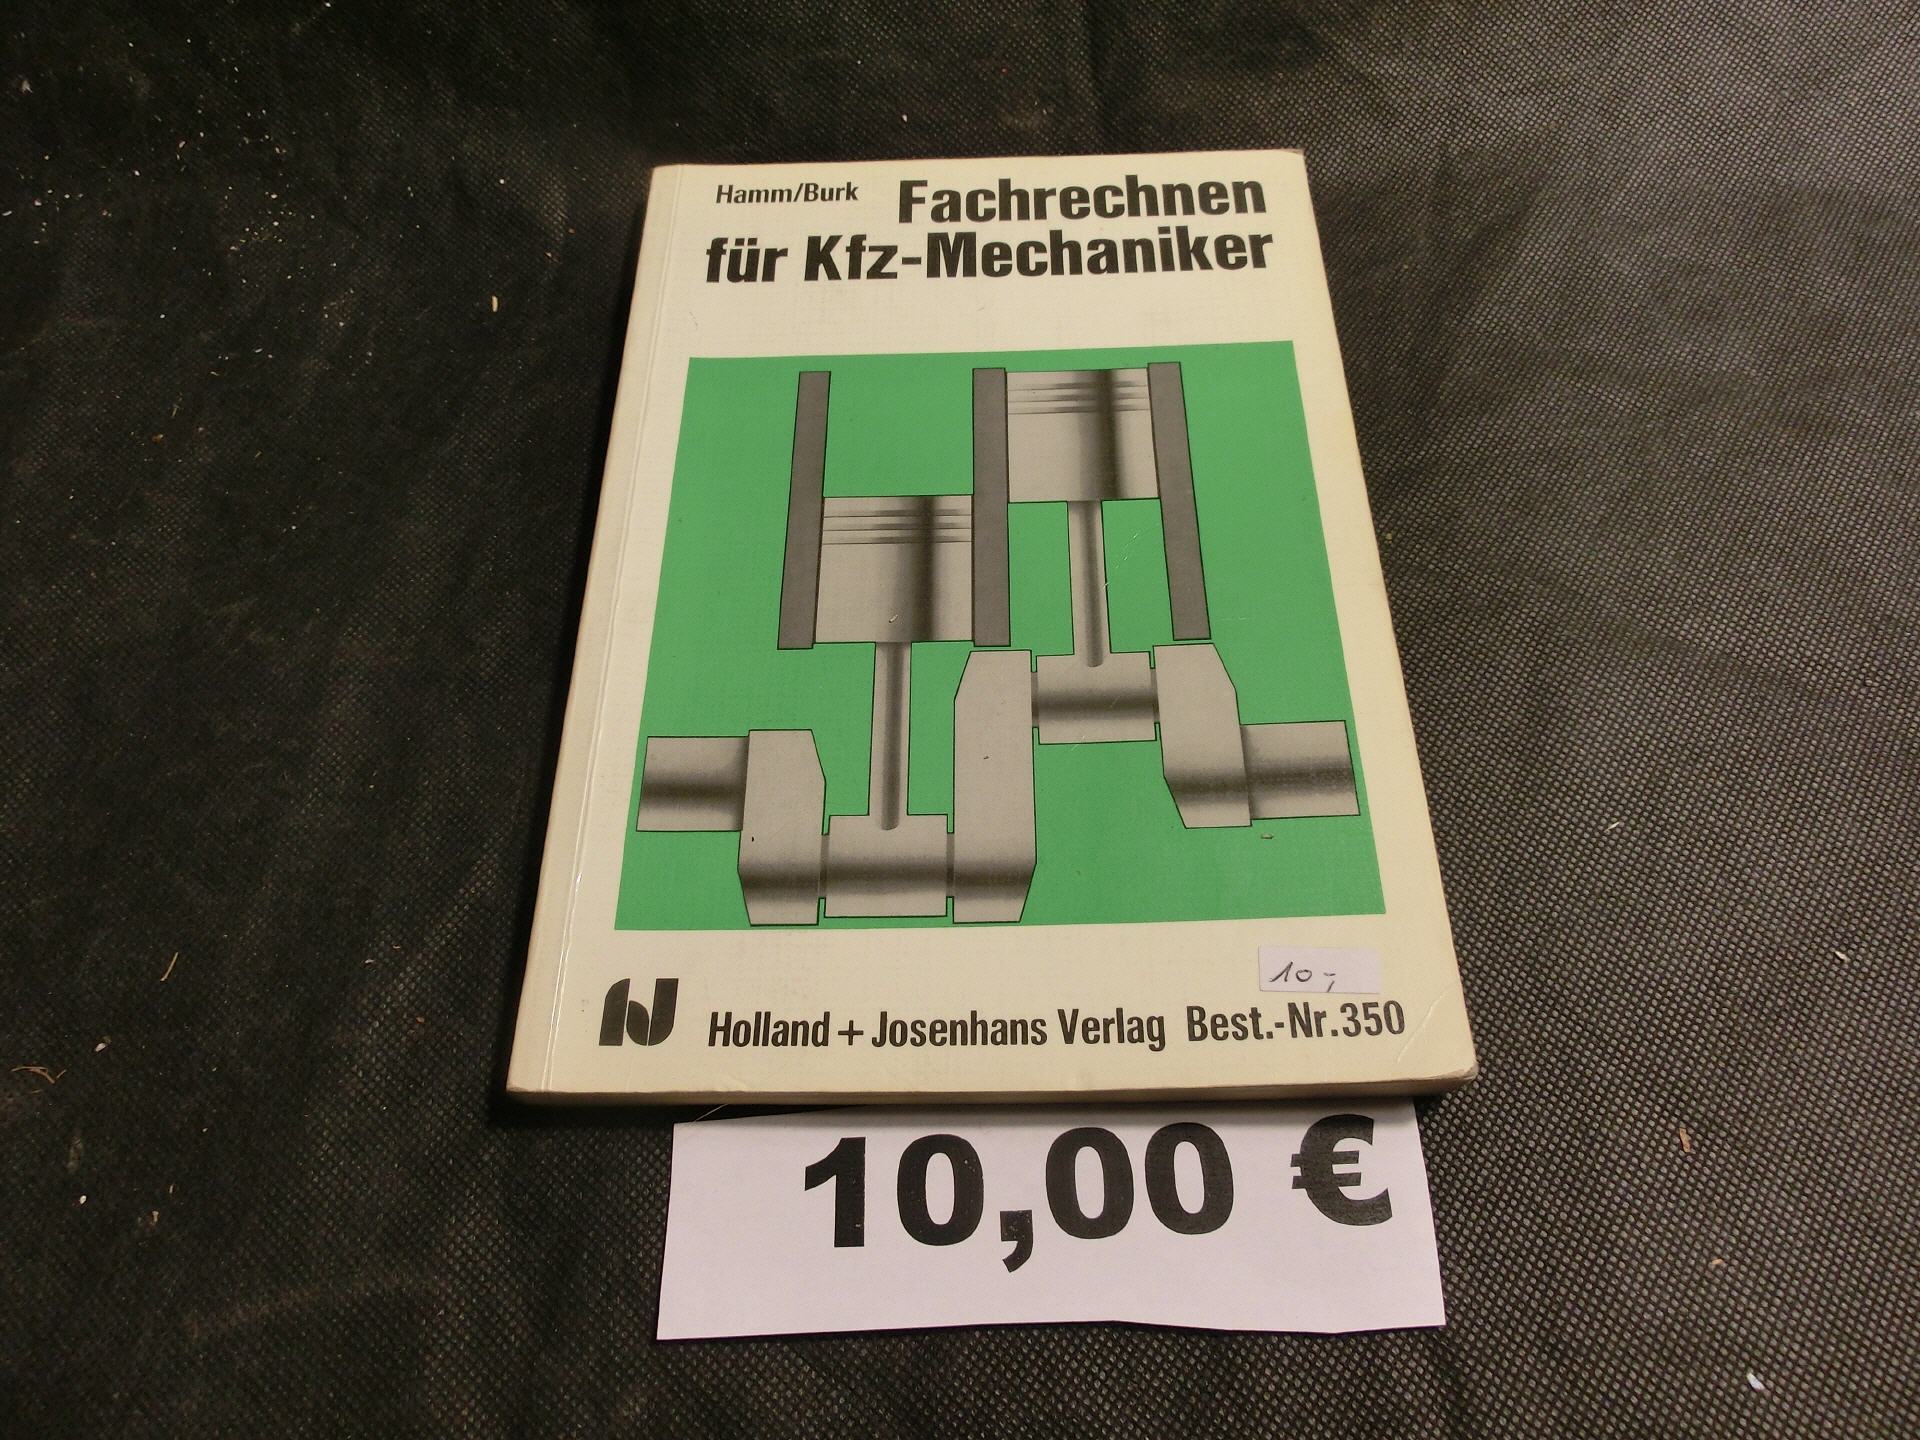 Hamm/Burk Fachrechnen
für Kfz-Mechaniker
10,-
Holland + Josenhans Verlag Best.-Nr.350
10,00 €